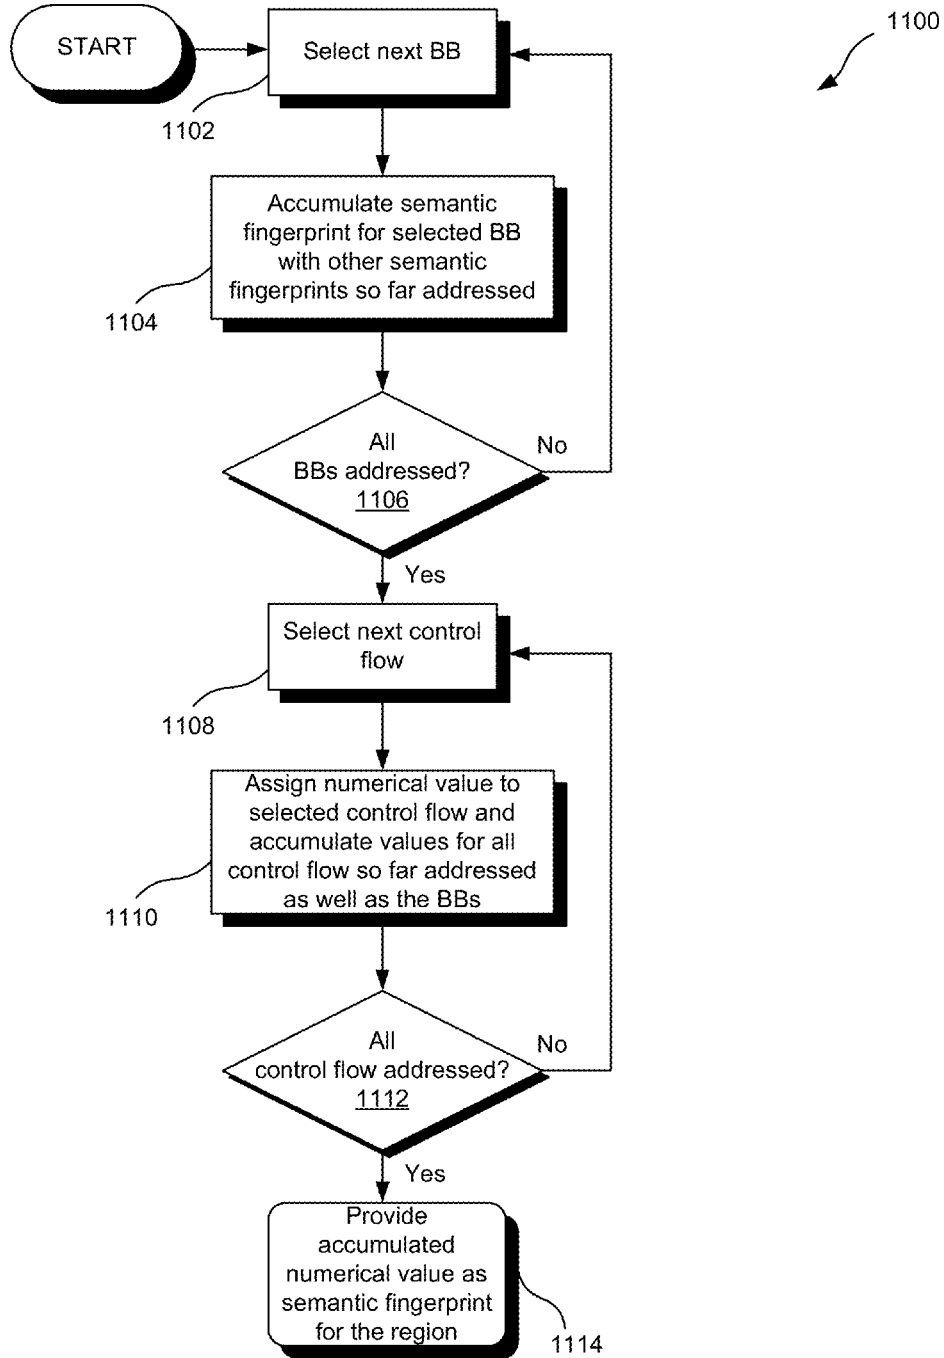 1100
START
Select next BB
1102
Accumulate semantic
fingerprint for selected BB
with other semantic
fingerprints so far addressed
1104
All
BBs addressed?
1106
No
Yes
Select next control
flow
1108
Assign numerical value to
selected control flow and
accumulate values for all
control flow so far addressed
as well as the BBs
1110
All
control flow addressed?
1112
No
Yes
Provide
accumulated
numerical value as
semantic fingerprint
for the region
1114